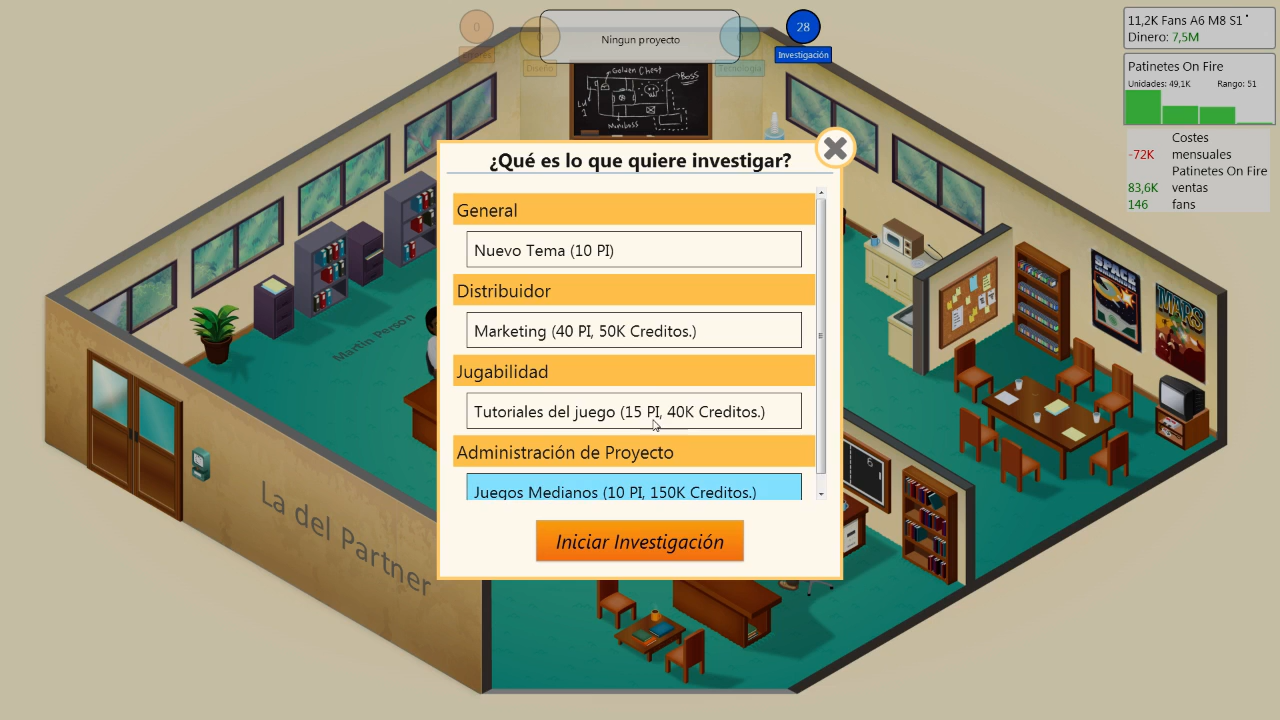 0
Ningun proyecto
28
Investigación
Diseño
Tecnología
11,2K Fans A6 M8 S1
Dinero: 7,5M
Patinetes On Fire
Unidades: 49,1K Rango: 51
-72K Costes mensuales
83,6K Patinetes On Fire ventas
146 fans
Golden Chest
BOSS
Lvl 1
Miniboss
¿Qué es lo que quiere investigar?
General
Nuevo Tema (10 PI)
Distribuidor
Marketing (40 PI, 50K Creditos.)
Jugabilidad
Tutoriales del juego (15 PI, 40K Creditos.)
Administración de Proyecto
Juegos Medianos (10 PI, 150K Creditos.)
Iniciar Investigación
Martin Person
SPACE
MARS
6
La del Partner